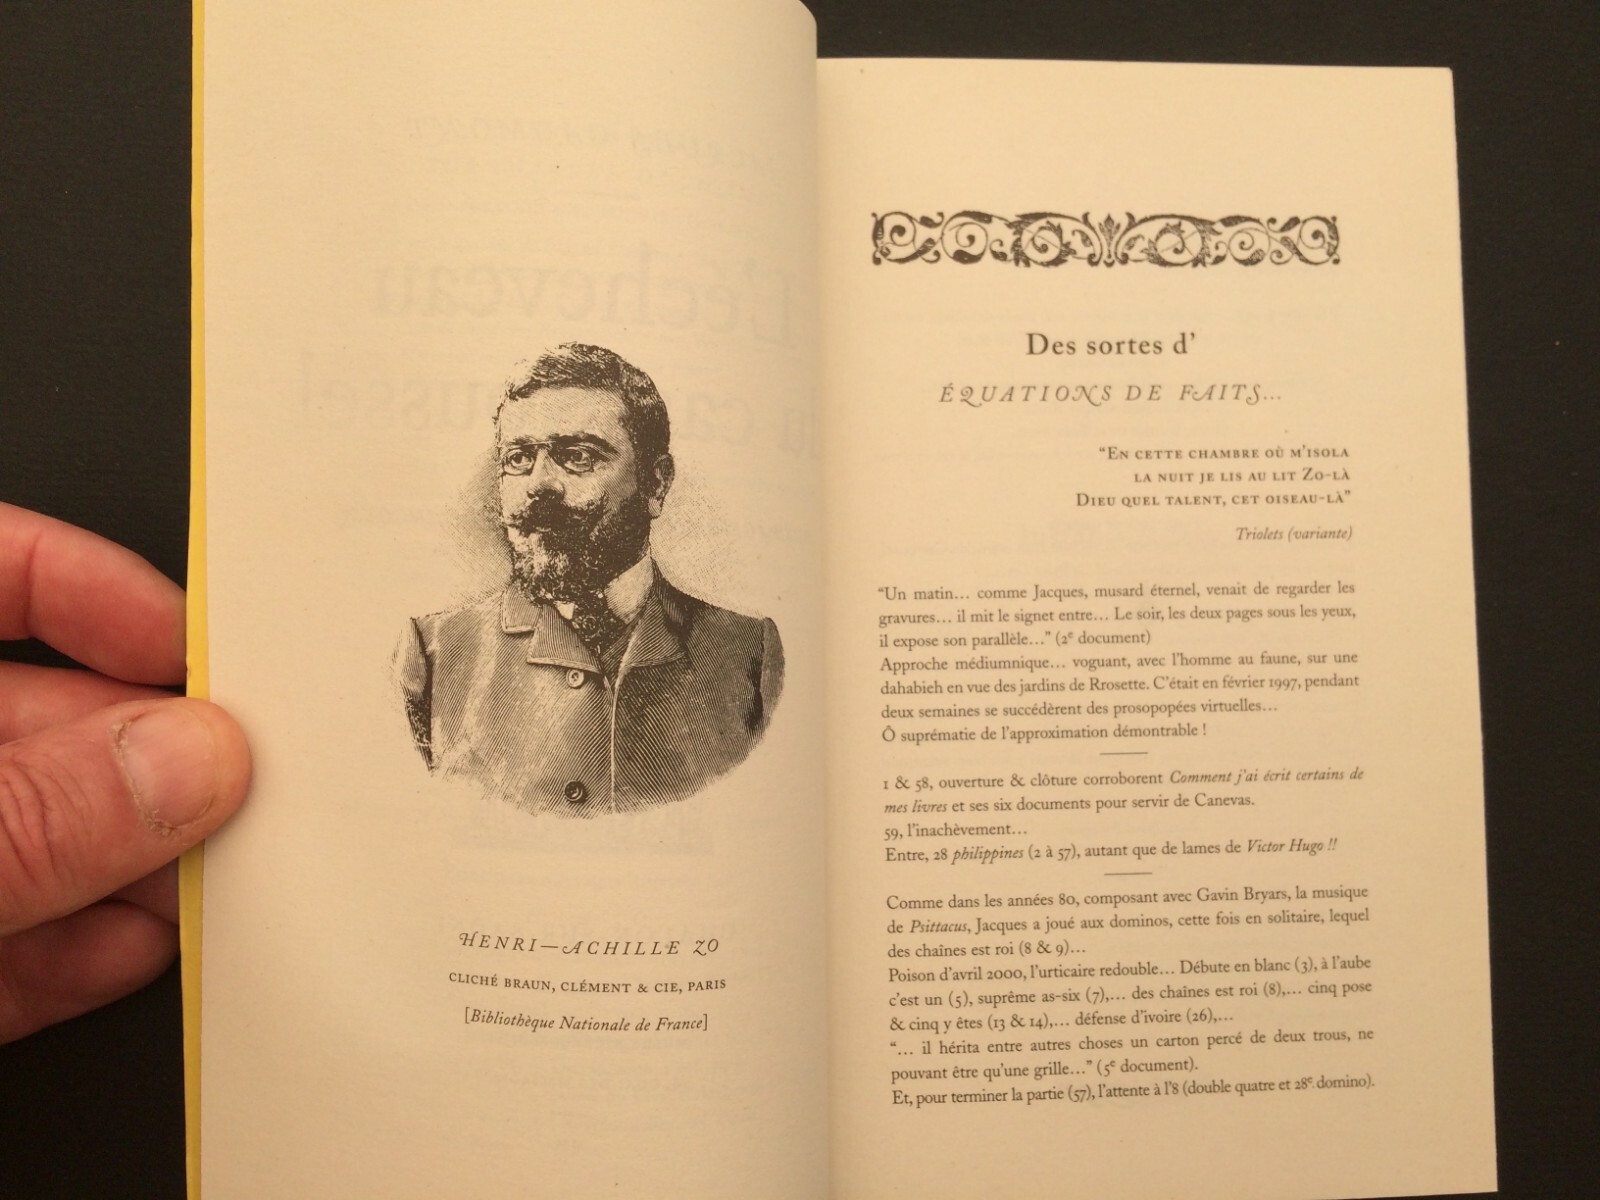 HENRI—ACHILLE ZO
CLICHÉ BRAUN, CLÉMENT & CIE, PARIS
[Bibliothèque Nationale de France]
Des sortes d'
ÉQUATIONS DE FAITS...
“EN CETTE CHAMBRE OÙ M'ISOLA
LA NUIT JE LIS AU LIT ZO-LÀ
DIEU QUEL TALENT, CET OISEAU-LÀ”
Triolets (variante)
“Un matin... comme Jacques, musard éternel, venait de regarder les
gravures... il mit le signet entre... Le soir, les deux pages sous les yeux,
il expose son parallèle...” (2e document)
Approche médiumnique... voguant, avec l'homme au faune, sur une
dahabieh en vue des jardins de Rrosette. C'était en février 1997, pendant
deux semaines se succédèrent des prosopopées virtuelles...
Ô suprématie de l'approximation démontrable !
1 & 58, ouverture & clôture corroborent Comment j'ai écrit certains de
mes livres et ses six documents pour servir de Canevas.
59, l'inachèvement...
Entre, 28 philippines (2 à 57), autant que de lames de Victor Hugo !!
Comme dans les années 80, composant avec Gavin Bryars, la musique
de Psittacus, Jacques a joué aux dominos, cette fois en solitaire, lequel
des chaînes est roi (8 & 9)...
Poison d'avril 2000, l'urticaire redouble... Débute en blanc (3), à l'aube
c'est un (5), suprême as-six (7),... des chaînes est roi (8),... cinq pose
& cinq y êtes (13 & 14),... défense d'ivoire (26),...
“... il hérita entre autres choses un carton percé de deux trous, ne
pouvant être qu'une grille...” (5e document).
Et, pour terminer la partie (57), l'attente à l'8 (double quatre et 28e domino).